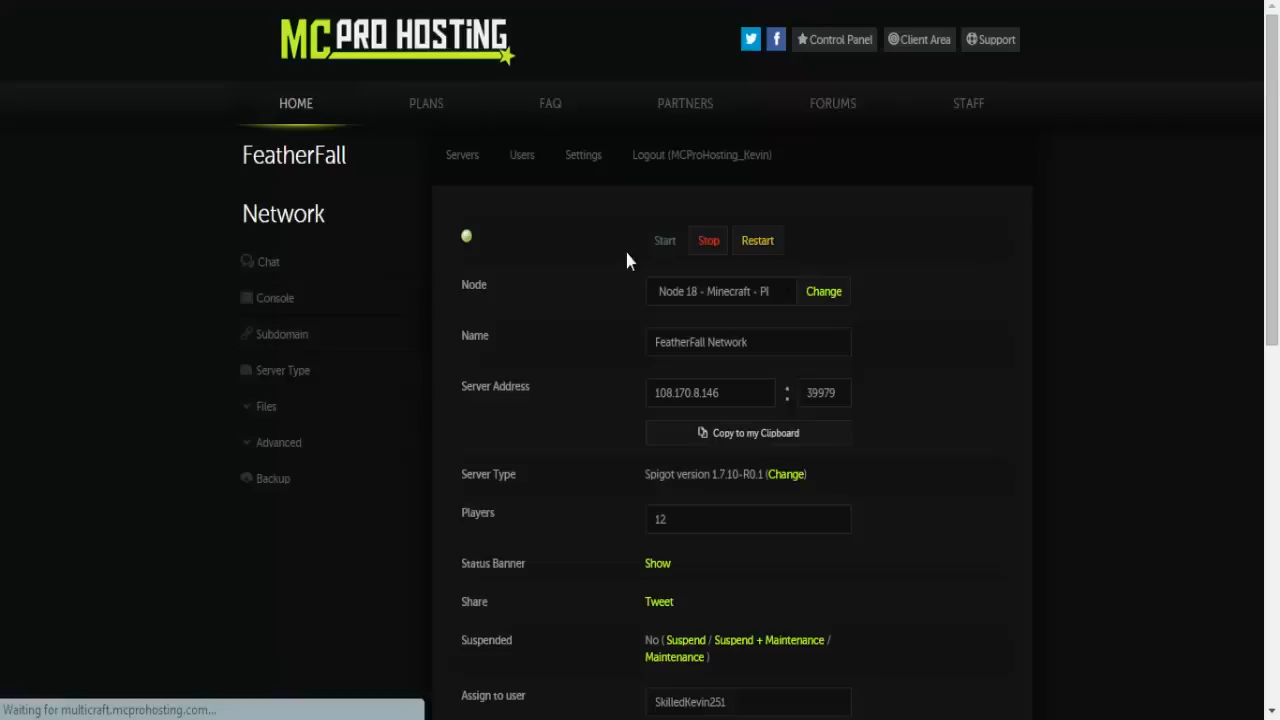 MC PRO HOSTING
Control Panel
Client Area
Support
HOME
PLANS
FAQ
PARTNERS
FORUMS
STAFF
FeatherFall
Network
Chat
Console
Subdomain
Server Type
Files
Advanced
Backup
Servers
Users
Settings
Logout (MCProHosting_Kevin)
Start
Stop
Restart
Node
Node 18 - Minecraft - Pl
Change
Name
FeatherFall Network
Server Address
108.170.8.146 : 39979
Copy to my Clipboard
Server Type
Spigot version 1.7.10-R0.1 (Change)
Players
12
Status Banner
Show
Share
Tweet
Suspended
No ( Suspend / Suspend + Maintenance /
Maintenance )
Assign to user
SkilledKevin251
Waiting for multicraft.mcprohosting.com...